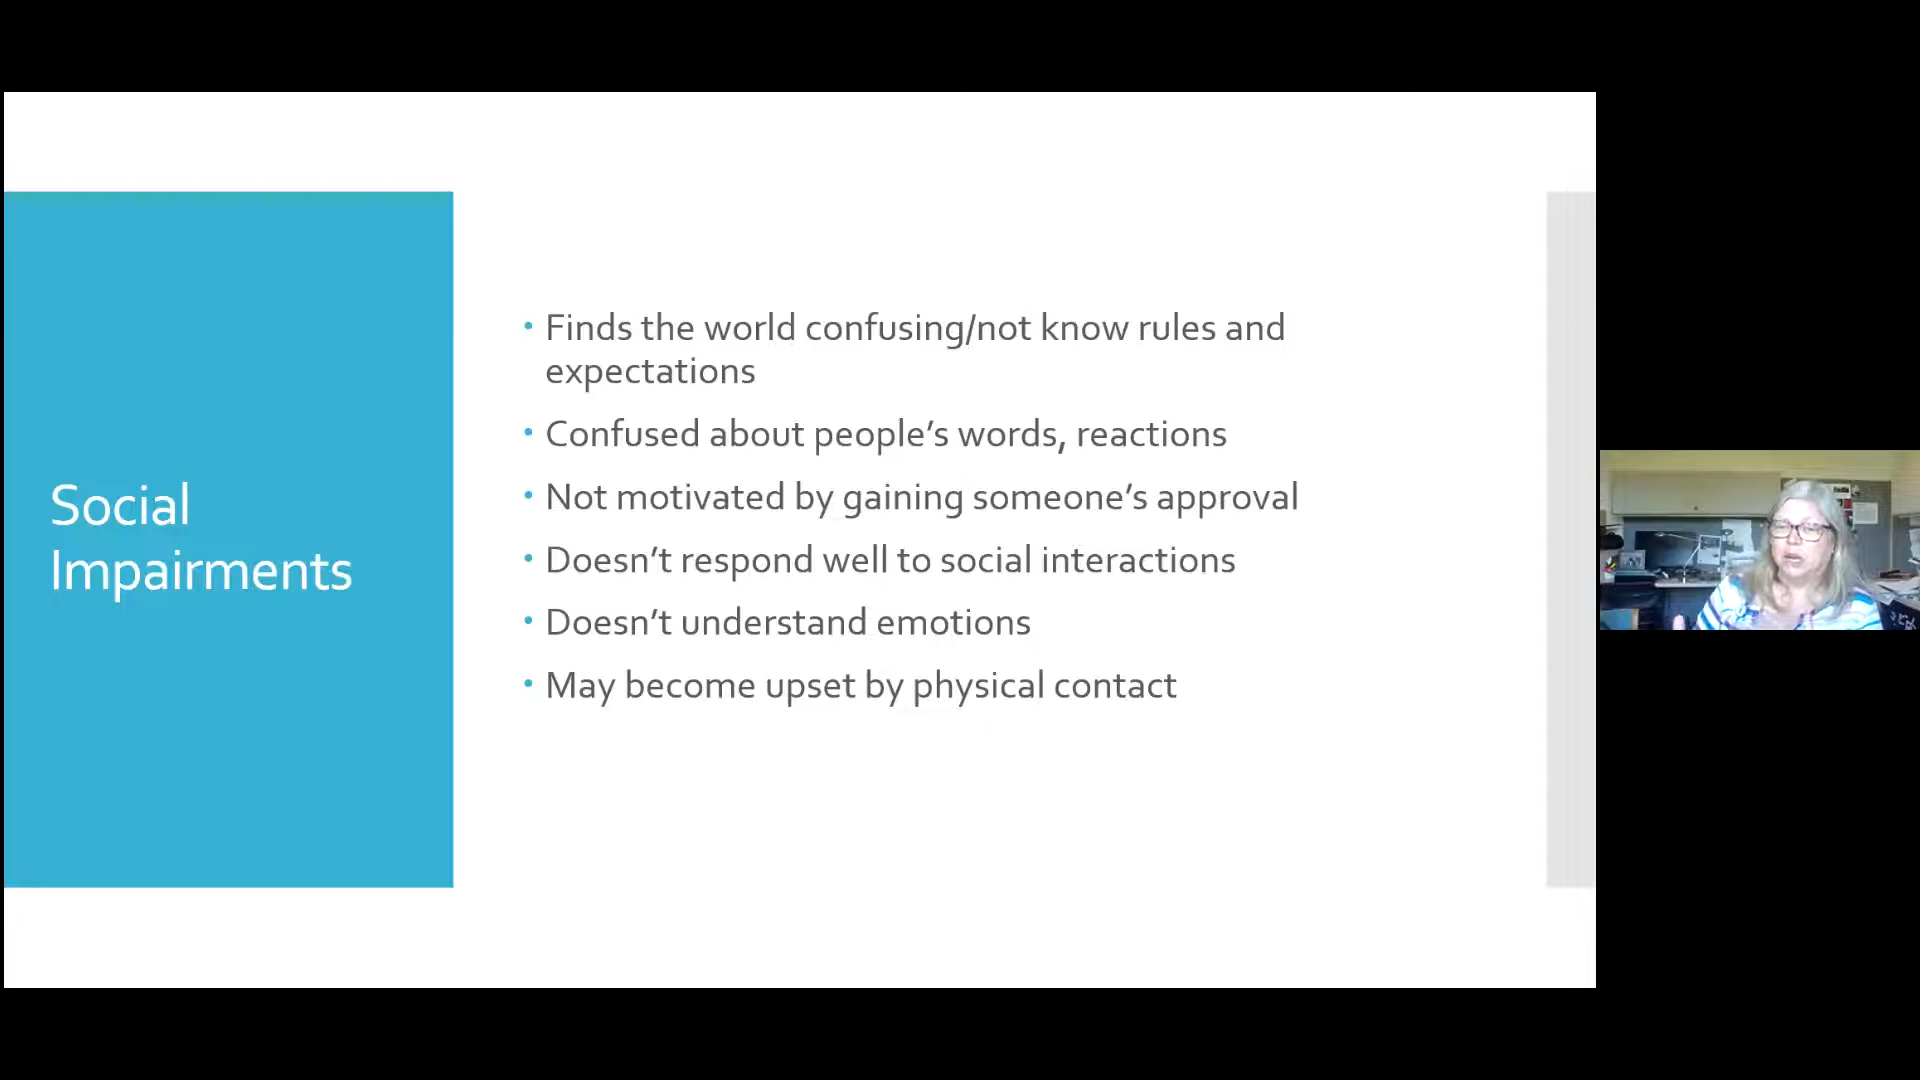 Social
Impairments
• Finds the world confusing/not know rules and
expectations
• Confused about people’s words, reactions
• Not motivated by gaining someone’s approval
• Doesn’t respond well to social interactions
• Doesn’t understand emotions
• May become upset by physical contact